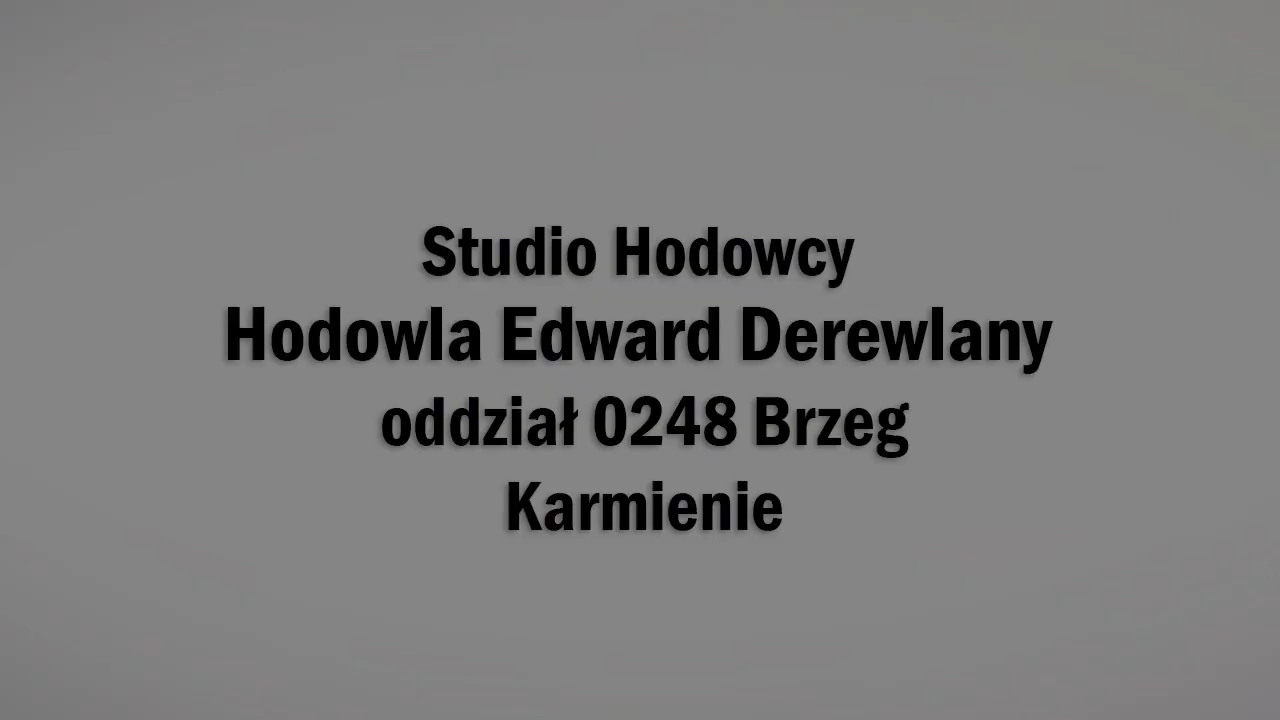 Studio Hodowcy
Hodowla Edward Derewlany
oddział 0248 Brzeg
Karmienie